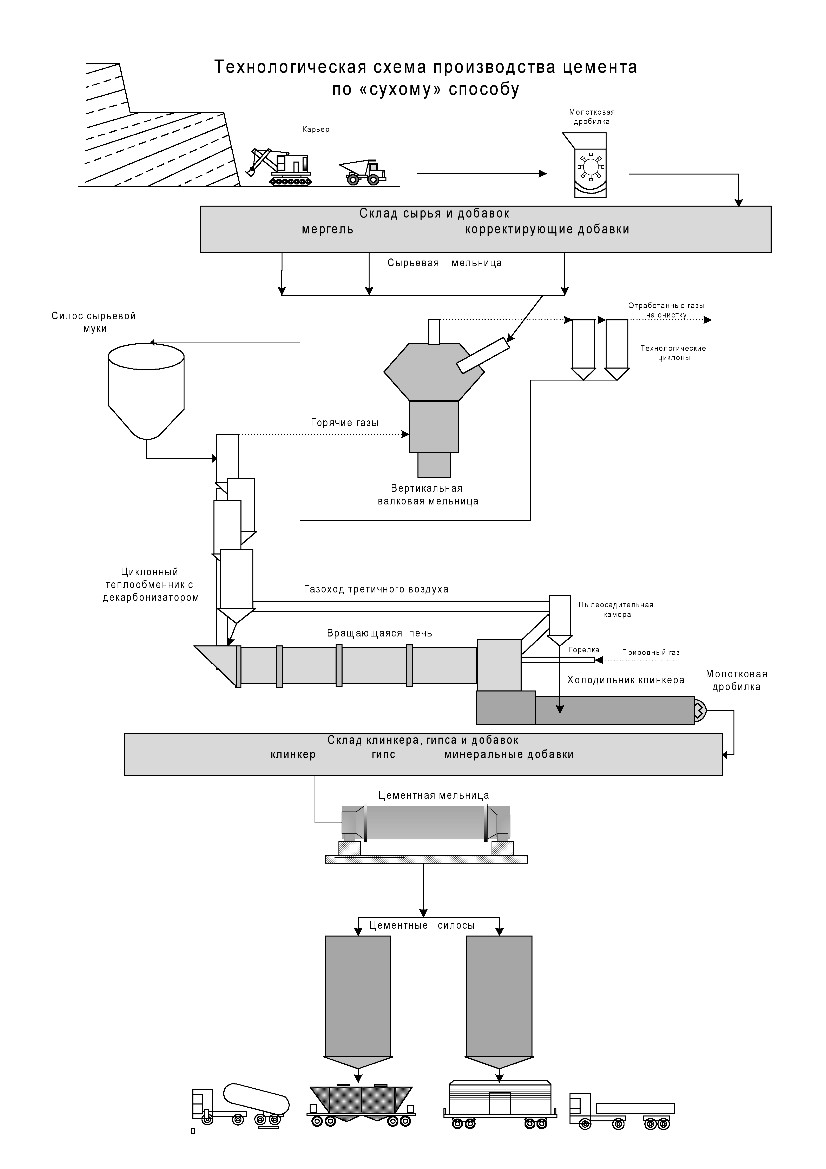 Технологическая схема производства цемента
по «сухому» способу
Молотковая
дробилка
Карьер
Склад сырья и добавок
мергель корректирующие добавки
Сырьевая мельница
Отработанные газы
на очистку
Силос сырьевой
муки
Технологические
циклоны
Горячие газы
Вертикальная
валковая мельница
Циклонный
теплообменник с
декарбонизатором
Газоход третичного воздуха
Пылеосадительная
камера
Вращающаяся печь
Горелка
Природный газ
Холодильник клинкера
Молотковая
дробилка
Склад клинкера, гипса и добавок
клинкер гипс минеральные добавки
Цементная мельница
Цементные силосы